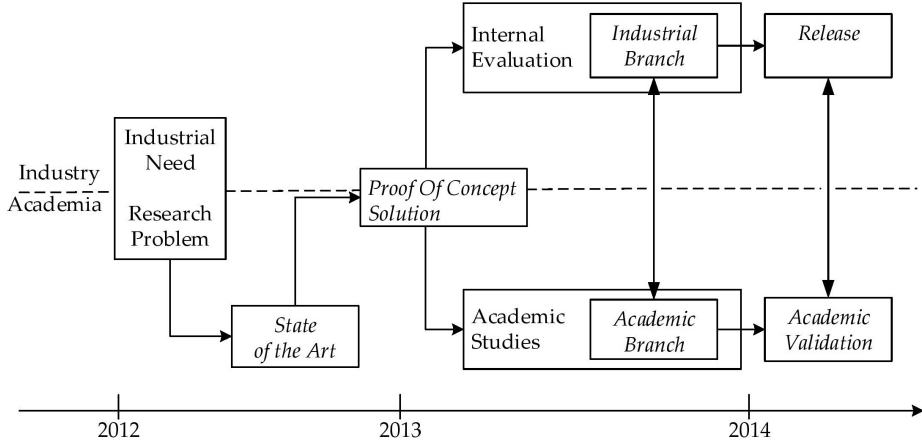 Internal
Evaluation
Industrial
Branch
Release
Industrial
Need
Industry
Academia
Research
Problem
Proof Of Concept
Solution
State
of the Art
Academic
Studies
Academic
Branch
Academic
Validation
2012
2013
2014